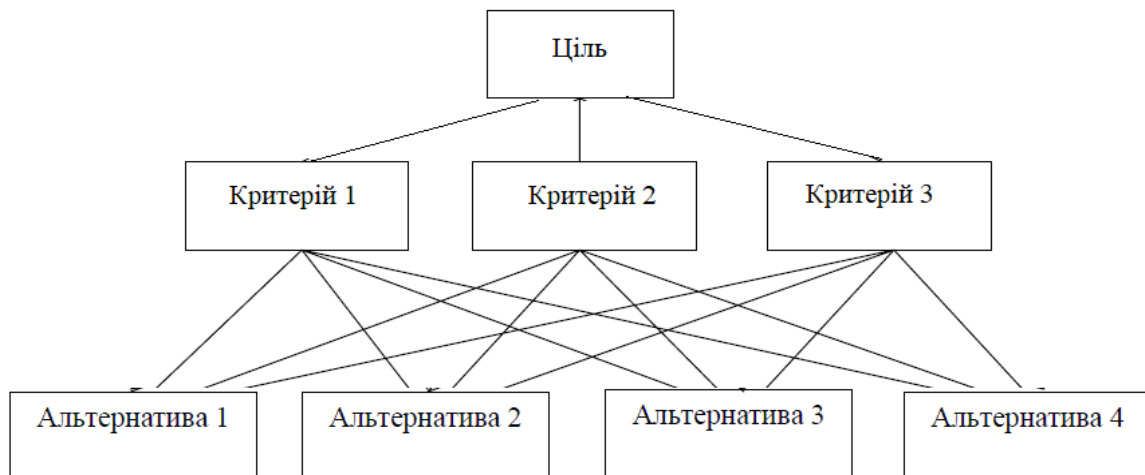 Ціль
Критерій 1
Критерій 2
Критерій 3
Альтернатива 1
Альтернатива 2
Альтернатива 3
Альтернатива 4